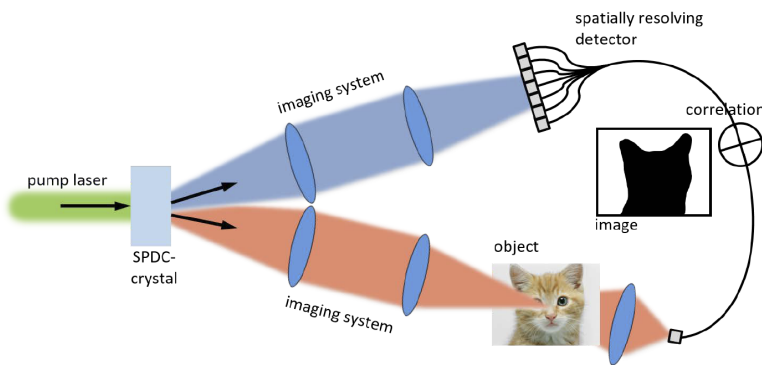 spatially resolving
detector
imaging system
correlation
pump laser
image
object
SPDC-
crystal
imaging system